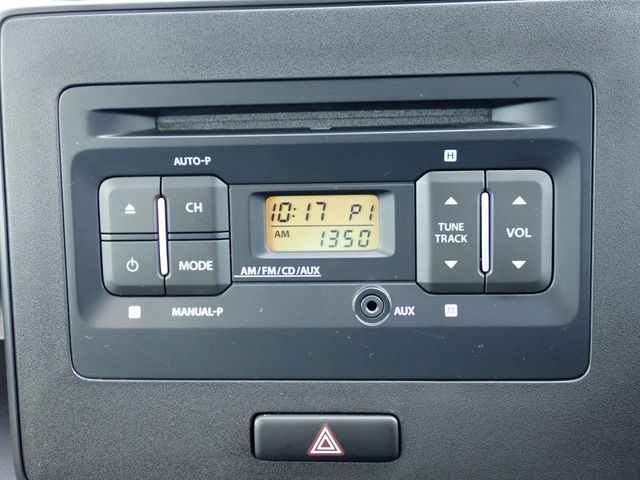 AUTO-P
H
CH
10:17 P1
AM 1350
TUNE
TRACK
VOL
MODE
AM/FM/CD/AUX
MANUAL-P
AUX
M